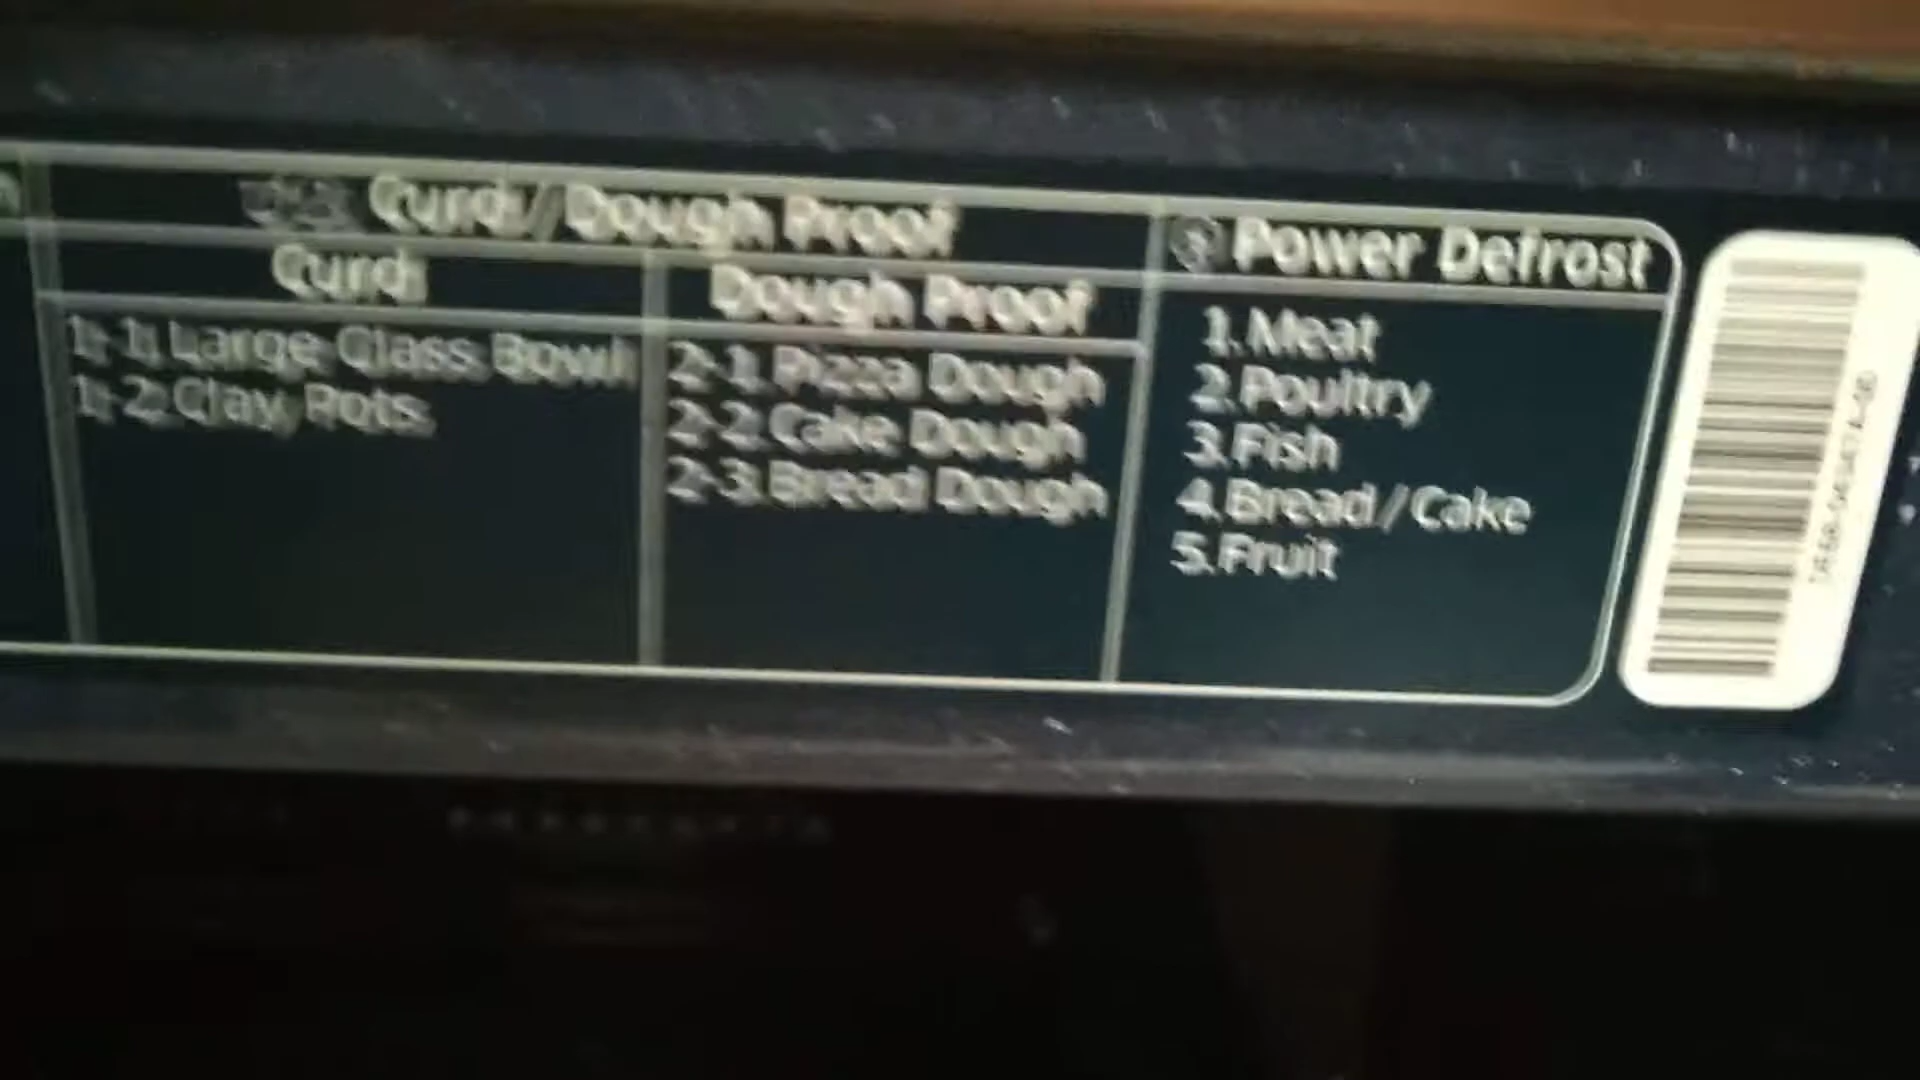 Curd/Dough Proof
Power Defrost
Curd
Dough Proof
1-1.Large Glass Bowl
1-2.Clay Pots
2-1.Pizza Dough
2-2.Cake Dough
2-3.Bread Dough
1.Meat
2.Poultry
3.Fish
4.Bread/Cake
5.Fruit